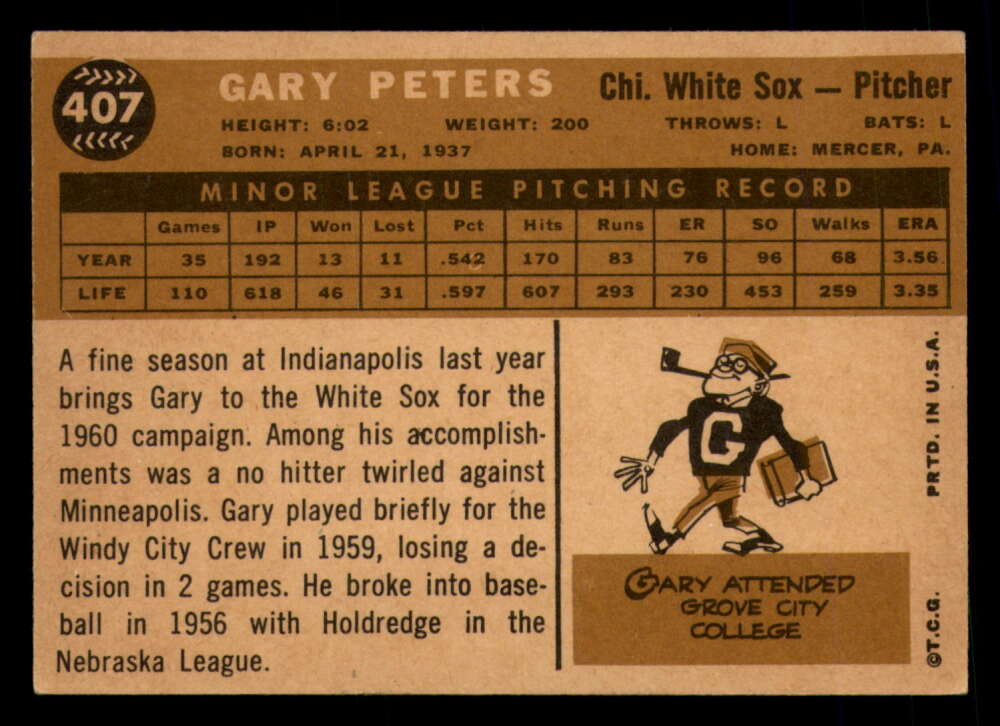 407
GARY PETERS
Chi. White Sox — Pitcher
HEIGHT: 6:02 WEIGHT: 200 THROWS: L BATS: L
BORN: APRIL 21, 1937 HOME: MERCER, PA.
MINOR LEAGUE PITCHING RECORD
Games IP Won Lost Pct Hits Runs ER SO Walks ERA
YEAR 35 192 13 11 .542 170 83 76 96 68 3.56
LIFE 110 618 46 31 .597 607 293 230 453 259 3.35
A fine season at Indianapolis last year
brings Gary to the White Sox for the
1960 campaign. Among his accomplish-
ments was a no hitter twirled against
Minneapolis. Gary played briefly for the
Windy City Crew in 1959, losing a de-
cision in 2 games. He broke into base-
ball in 1956 with Holdredge in the
Nebraska League.
G
GARY ATTENDED
GROVE CITY
COLLEGE
©T.C.G. PRTD. IN U.S.A.